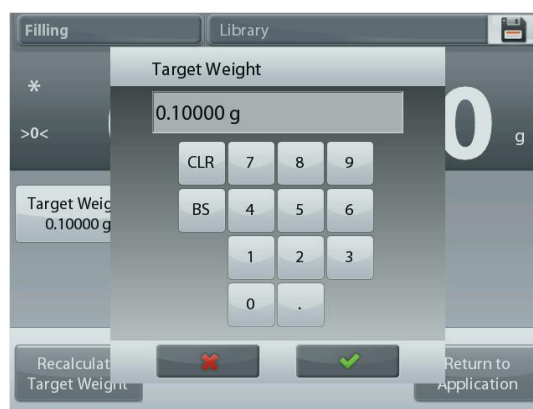 Filling
Library
Target Weight
*
0.10000 g
>0<
0
g
CLR 7 8 9
Target Weig
0.10000 g
BS 4 5 6
1 2 3
0 .
Recalculat
Target Weight
Return to
Application